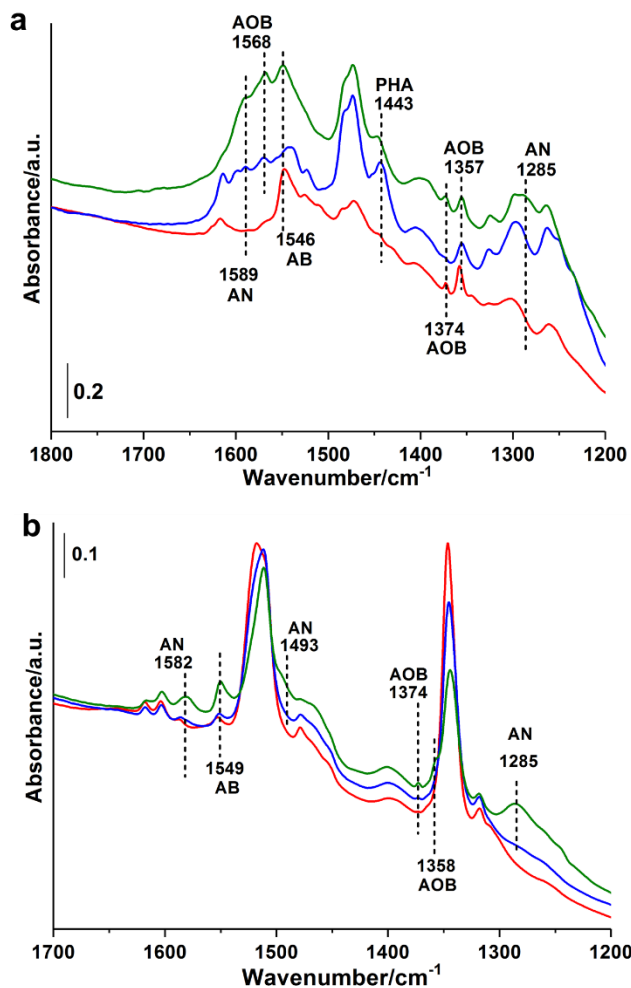 a
AOB
1568
PHA
1443
AOB
1357
AN
1285
1589
AN
1546
AB
1374
AOB
0.2
Absorbance/a.u.
1800 1700 1600 1500 1400 1300 1200
Wavenumber/cm⁻¹
b
0.1
AN
1582
AN
1493
AOB
1374
AN
1285
1549
AB
1358
AOB
Absorbance/a.u.
1700 1600 1500 1400 1300 1200
Wavenumber/cm⁻¹